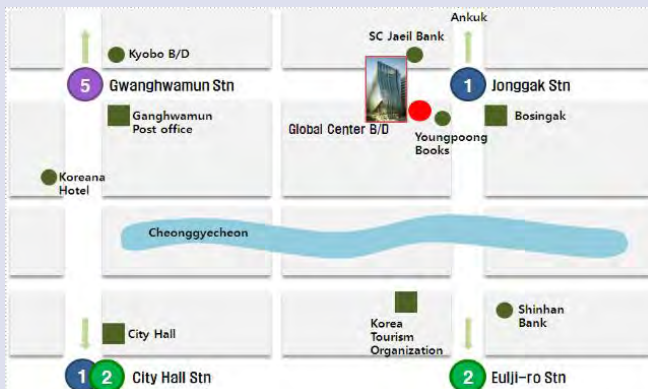 Ankuk
Kyobo B/D
SC Jaeil Bank
5 Gwanghwamun Stn
1 Jonggak Stn
Ganghwamun
Post office
Global Center B/D
Youngpoong
Books
Bosingak
Koreana
Hotel
Cheonggyecheon
City Hall
Korea
Tourism
Organization
Shinhan
Bank
1 2 City Hall Stn
2 Eulji-ro Stn